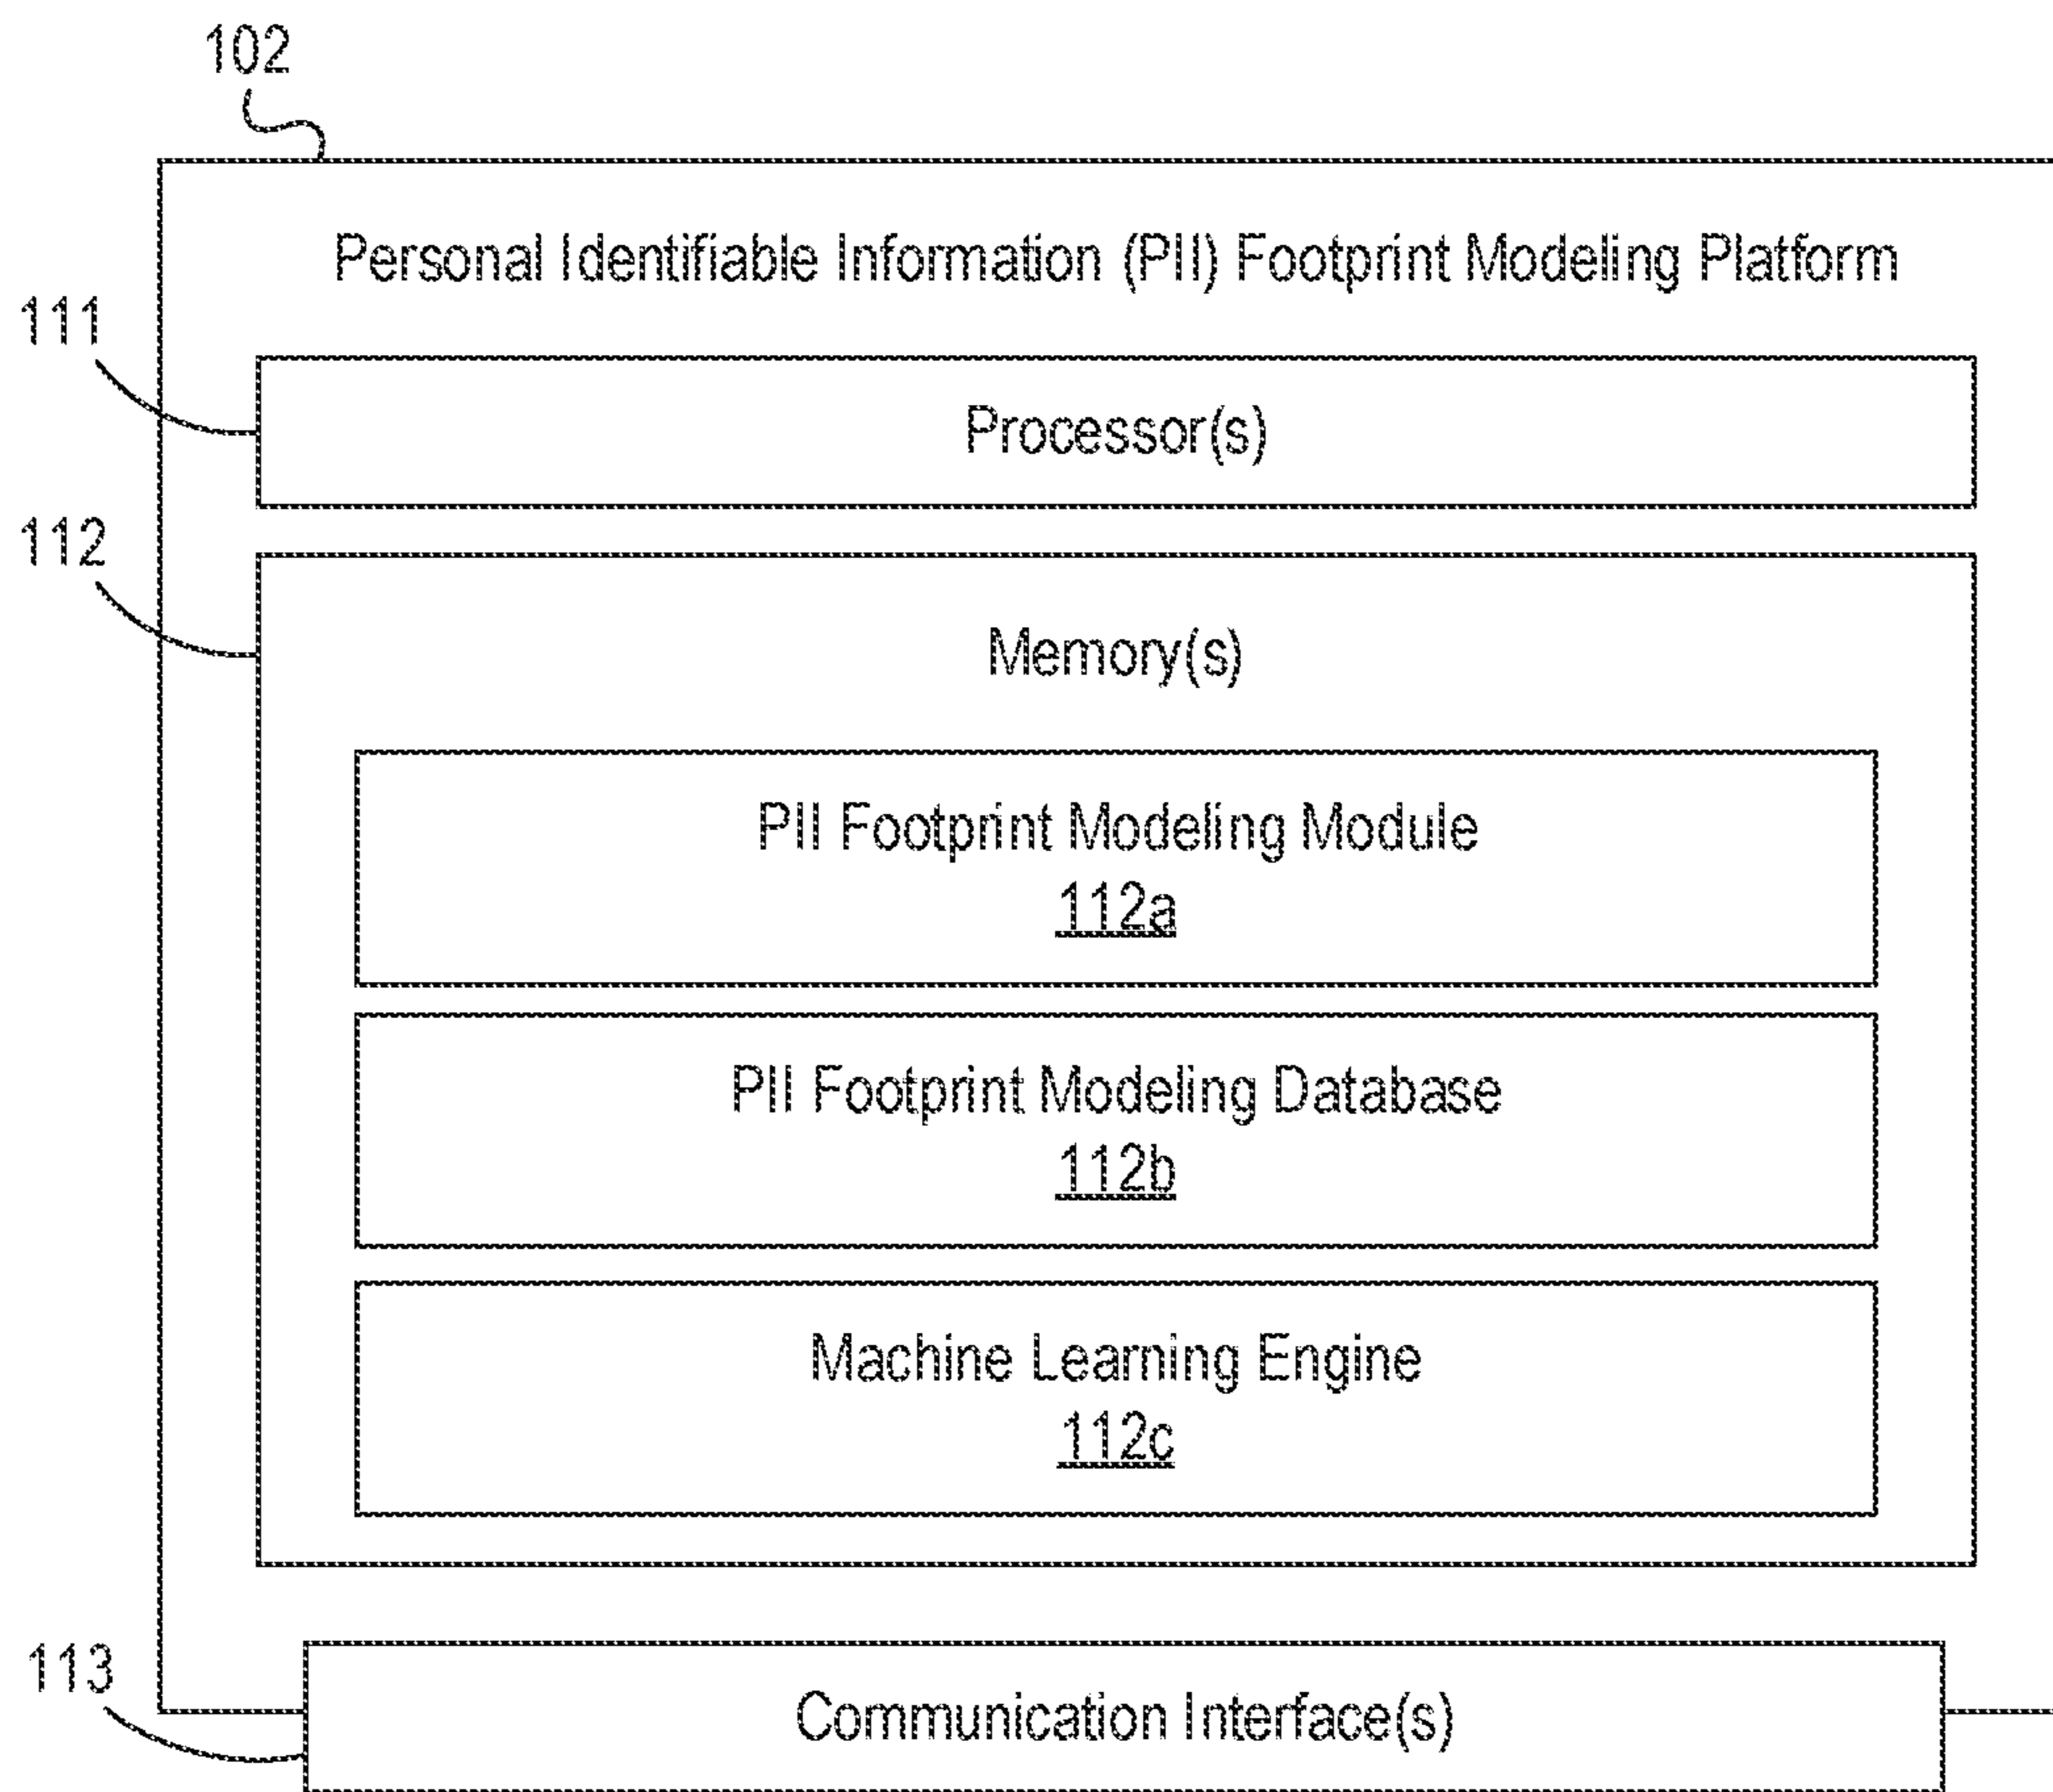 102
Personal Identifiable Information (PII) Footprint Modeling Platform
111
Processor(s)
112
Memory(s)
PII Footprint Modeling Module
112a
PII Footprint Modeling Database
112b
Machine Learning Engine
112c
113
Communication Interface(s)